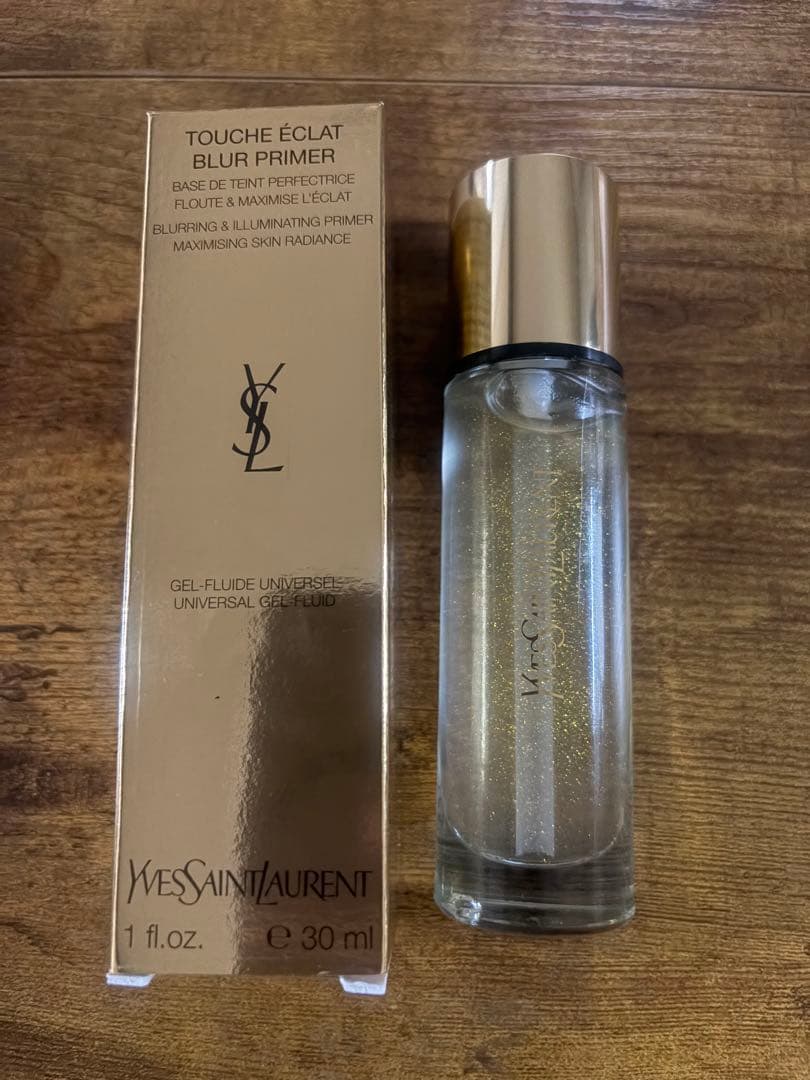 TOUCHE ÉCLAT
BLUR PRIMER
BASE DE TEINT PERFECTRICE
FLOUTE & MAXIMISE L'ÉCLAT
BLURRING & ILLUMINATING PRIMER
MAXIMISING SKIN RADIANCE
YSL
GEL-FLUIDE UNIVERSEL
UNIVERSAL GEL-FLUID
YVESSAINTLAURENT
1 fl.oz. e 30 ml
YVESSAINTLAURENT